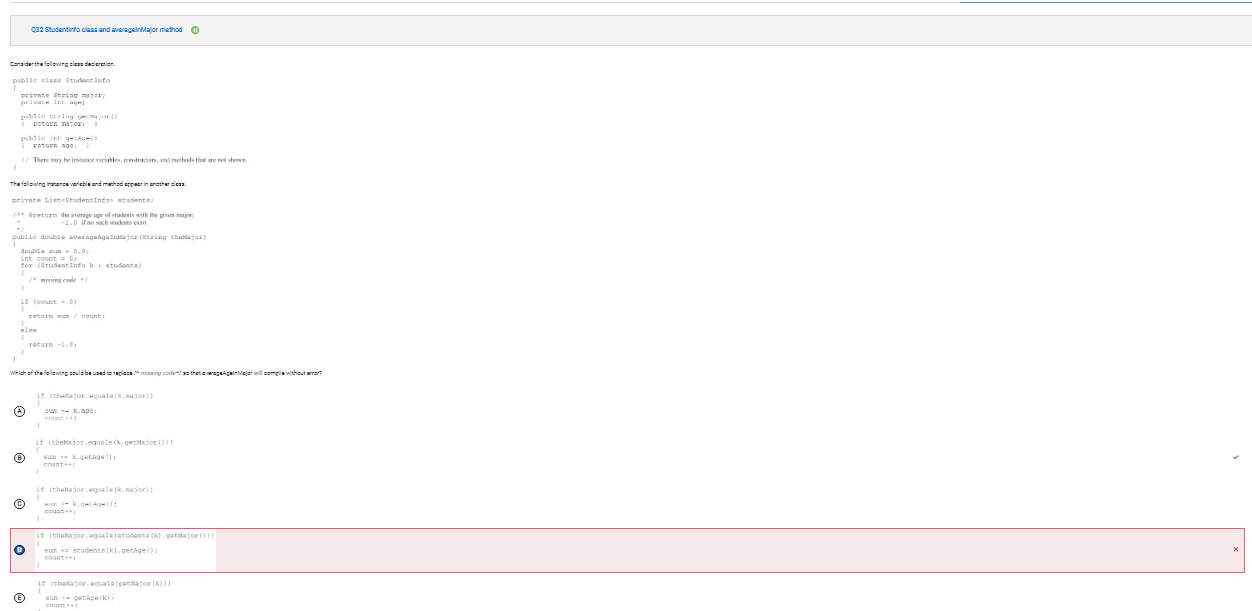 Q32 StudentInfo class and averageInMajor method
Consider the following class declaration.
public class StudentInfo
{
private String major;
private int age;
public String getMajor()
{ return major; }
public int getAge()
{ return age; }
// There may be instance variables, constructors, and methods that are not shown.
}
The following instance variable and method appear in another class.
private List<StudentInfo> students;
/** @return the average age of students with the given major;
* -1.0 if no such students exist
*/
public double averageAgeInMajor(String theMajor)
{
double sum = 0.0;
int count = 0;
for (StudentInfo k : students)
{
/* missing code */
}
if (count > 0)
{
return sum / count;
}
else
{
return -1.0;
}
}
Which of the following could be used to replace /* missing code */ so that averageAgeInMajor will compile without error?
A
if (theMajor.equals(k.major))
{
sum += k.age;
count++;
}
B
if (theMajor.equals(k.getMajor()))
{
sum += k.getAge();
count++;
}
C
if (theMajor.equals(k.major))
{
sum += k.getAge();
count++;
}
D
if (theMajor.equals(students[k].getMajor()))
{
sum += students[k].getAge();
count++;
}
E
if (theMajor.equals(getMajor(k)))
{
sum += getAge(k);
count++;